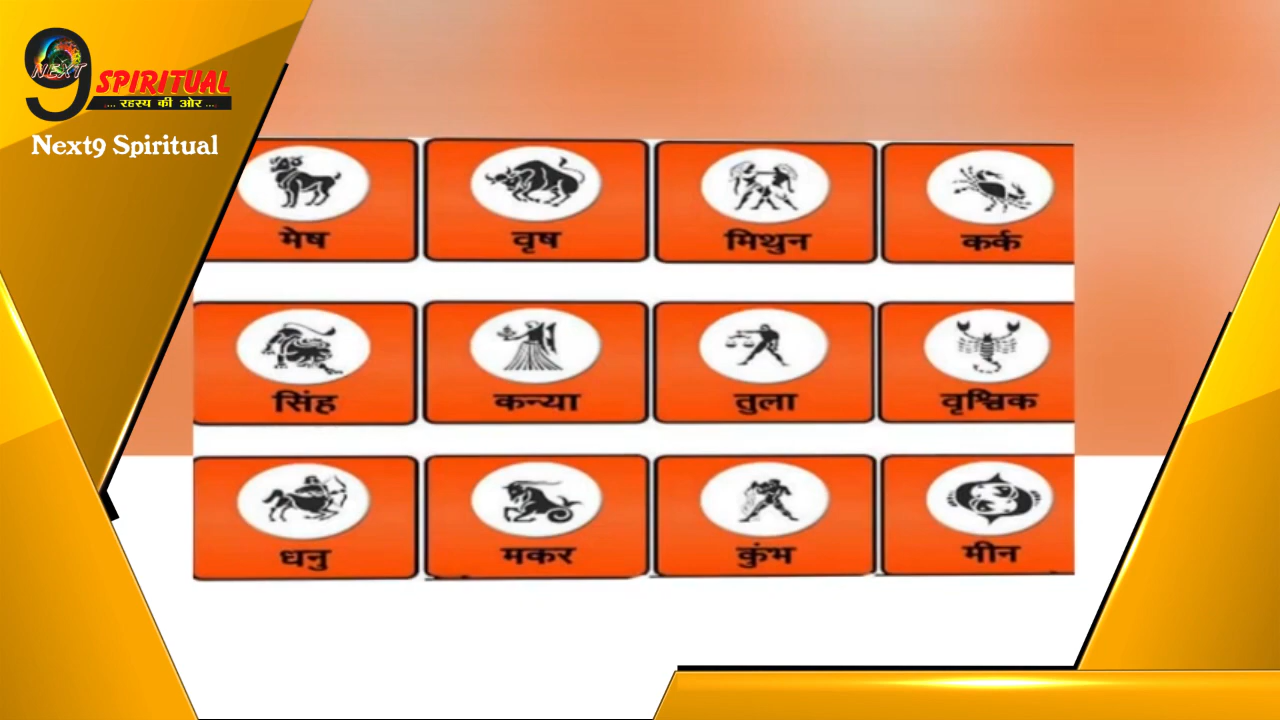 9
NEXT
SPIRITUAL
... रहस्य की ओर ...
Next9 Spiritual
मेष वृष मिथुन कर्क
सिंह कन्या तुला वृश्चिक
धनु मकर कुंभ मीन